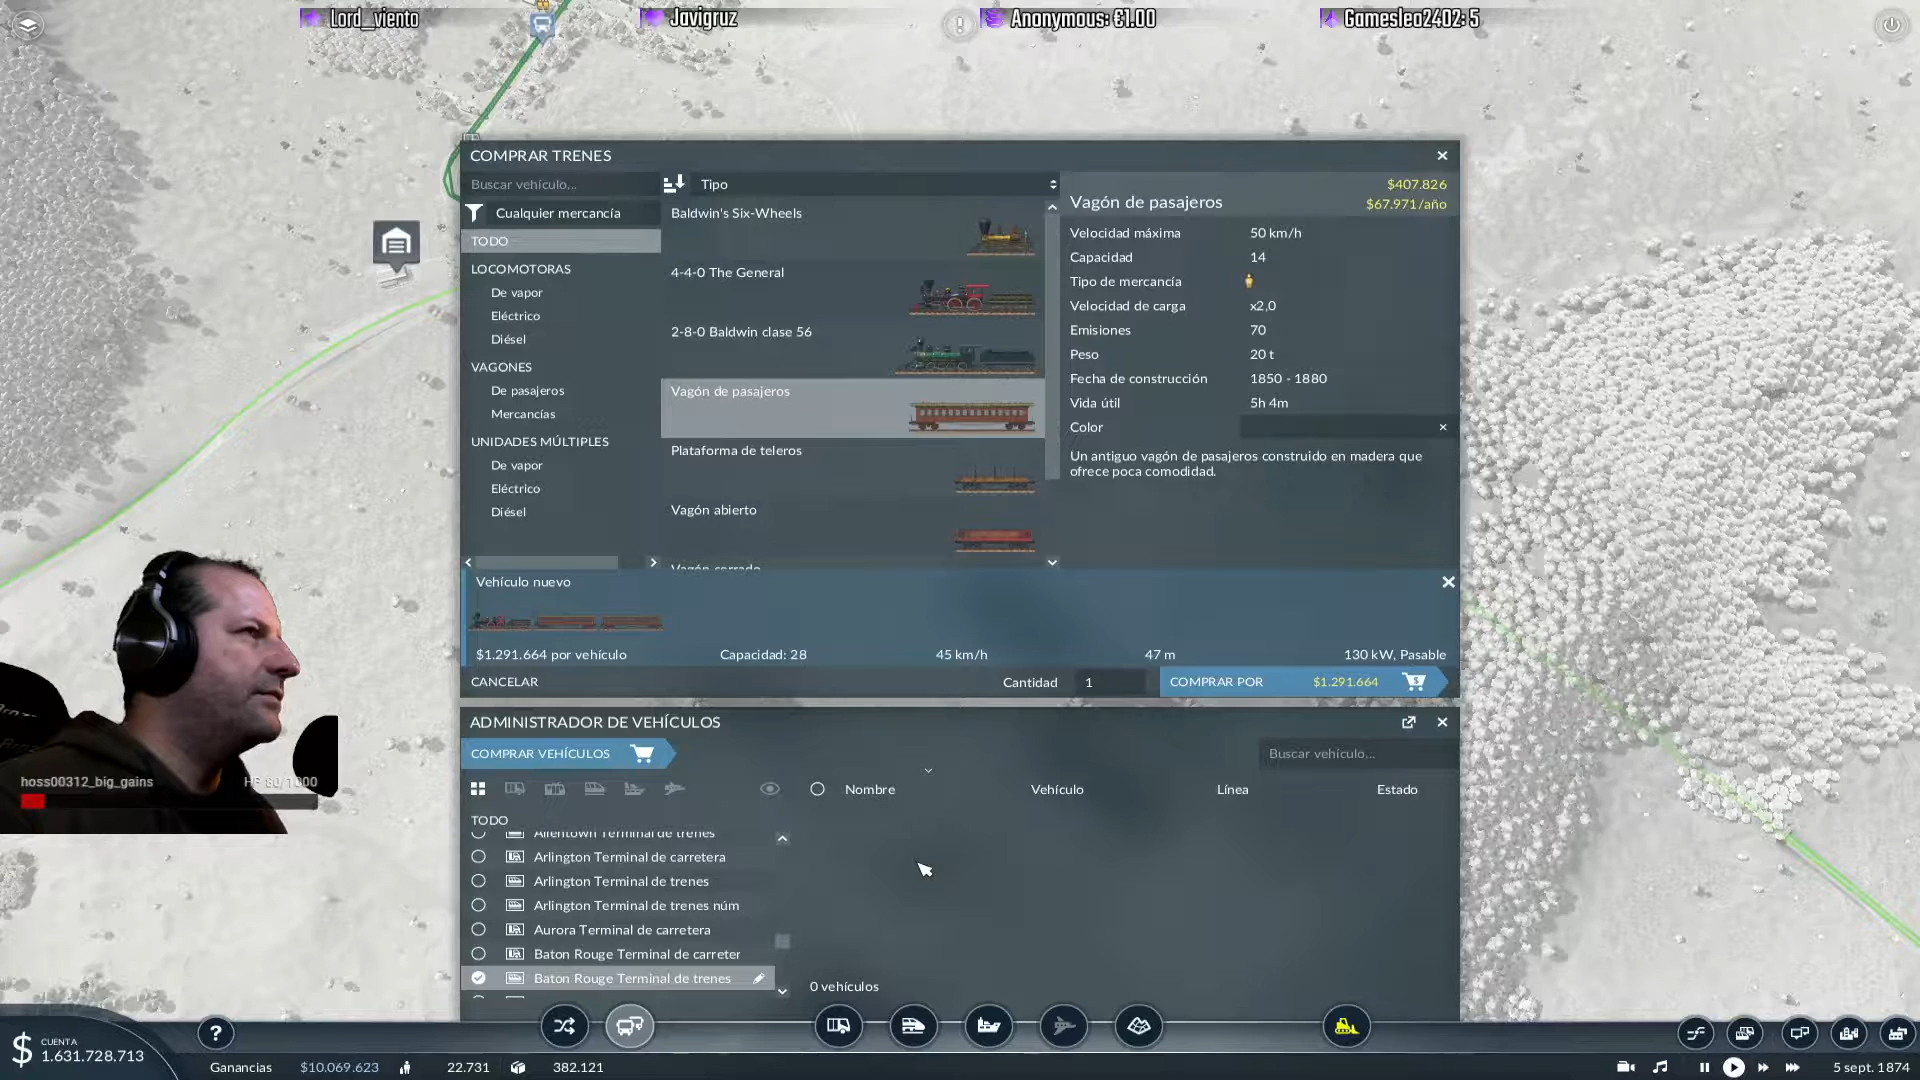 Lord_viento
Javigruz
Anonymous: €1.00
Gameslea2402: 5
COMPRAR TRENES
Buscar vehículo...
Tipo
Cualquier mercancía
TODO
LOCOMOTORAS
De vapor
Eléctrico
Diésel
VAGONES
De pasajeros
Mercancías
UNIDADES MÚLTIPLES
De vapor
Eléctrico
Diésel
Baldwin's Six-Wheels
4-4-0 The General
2-8-0 Baldwin clase 56
Vagón de pasajeros
Plataforma de teleros
Vagón abierto
Vagón cerrado
$407.826
Vagón de pasajeros
$67.971/año
Velocidad máxima 50 km/h
Capacidad 14
Tipo de mercancía
Velocidad de carga x2,0
Emisiones 70
Peso 20 t
Fecha de construcción 1850 - 1880
Vida útil 5h 4m
Color
Un antiguo vagón de pasajeros construido en madera que
ofrece poca comodidad.
Vehículo nuevo
$1.291.664 por vehículo Capacidad: 28 45 km/h 47 m 130 kW, Pasable
CANCELAR Cantidad 1 COMPRAR POR $1.291.664
ADMINISTRADOR DE VEHÍCULOS
COMPRAR VEHÍCULOS
Buscar vehículo...
Nombre Vehículo Línea Estado
TODO
Allentown Terminal de trenes
Arlington Terminal de carretera
Arlington Terminal de trenes
Arlington Terminal de trenes núm
Aurora Terminal de carretera
Baton Rouge Terminal de carreter
Baton Rouge Terminal de trenes
0 vehículos
hoss00312_big_gains
HP 80/1000
CUENTA
$ 1.631.728.713
?
Ganancias $10.069.623 22.731 382.121
5 sept. 1874